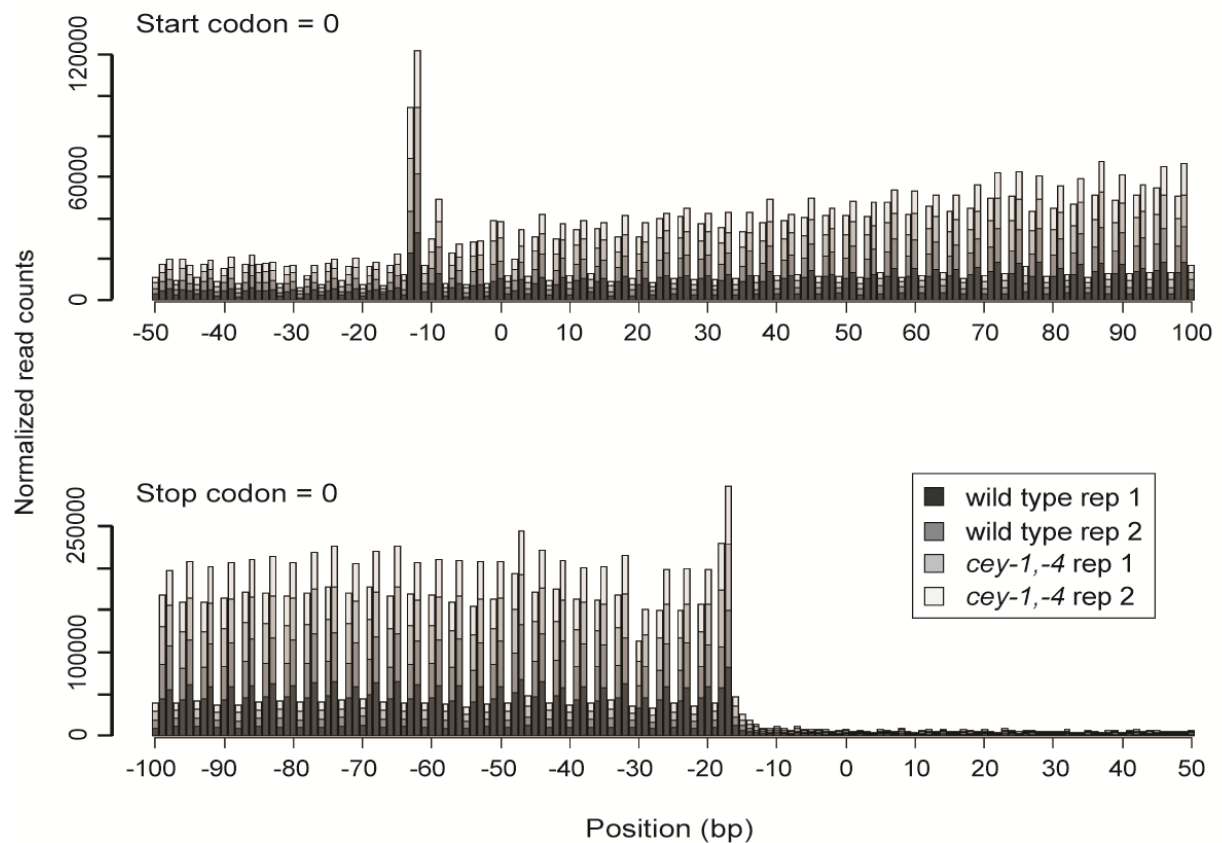 Start codon = 0
120000
60000
0
-50 -40 -30 -20 -10 0 10 20 30 40 50 60 70 80 90 100
Normalized read counts
Stop codon = 0
250000
100000
0
wild type rep 1
wild type rep 2
cey-1,-4 rep 1
cey-1,-4 rep 2
-100 -90 -80 -70 -60 -50 -40 -30 -20 -10 0 10 20 30 40 50
Position (bp)